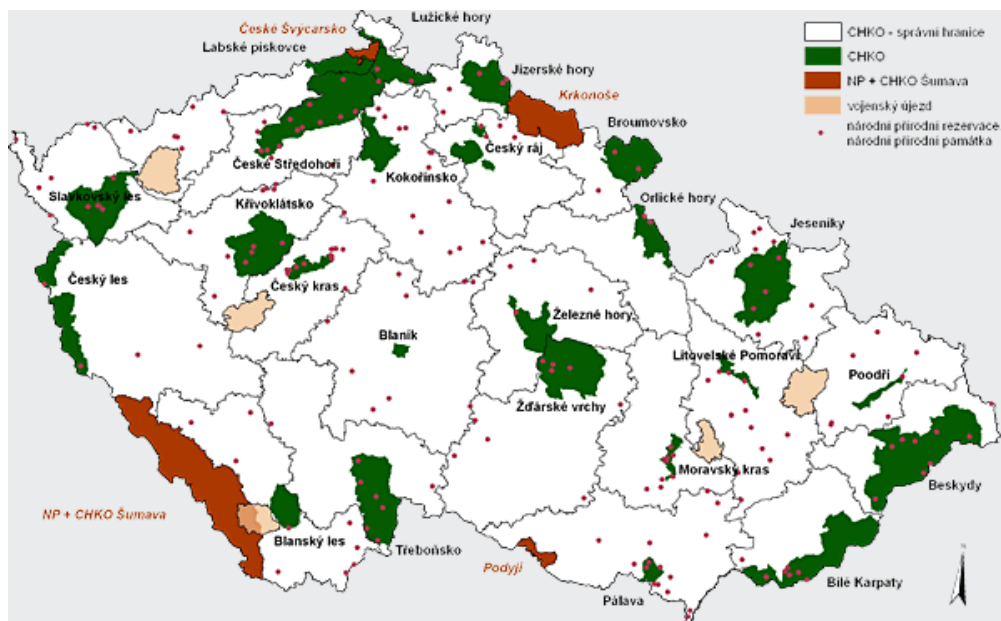 Lužické hory
České Švýcarsko
Labské pískovce
Jizerské hory
Krkonoše
Broumovsko
CHKO - správní hranice
CHKO
NP + CHKO Šumava
vojenský újezd
národní přírodní rezervace
národní přírodní památka
České Středohoří
Kokořínsko
Český ráj
Slavkovský les
Křivoklátsko
Orlické hory
Jeseníky
Český les
Český kras
Blaník
Železné hory
Litovelské Pomoraví
Poodří
Žďárské vrchy
Moravský kras
Beskydy
NP + CHKO Šumava
Blanský les
Třeboňsko
Podyjí
Pálava
Bílé Karpaty